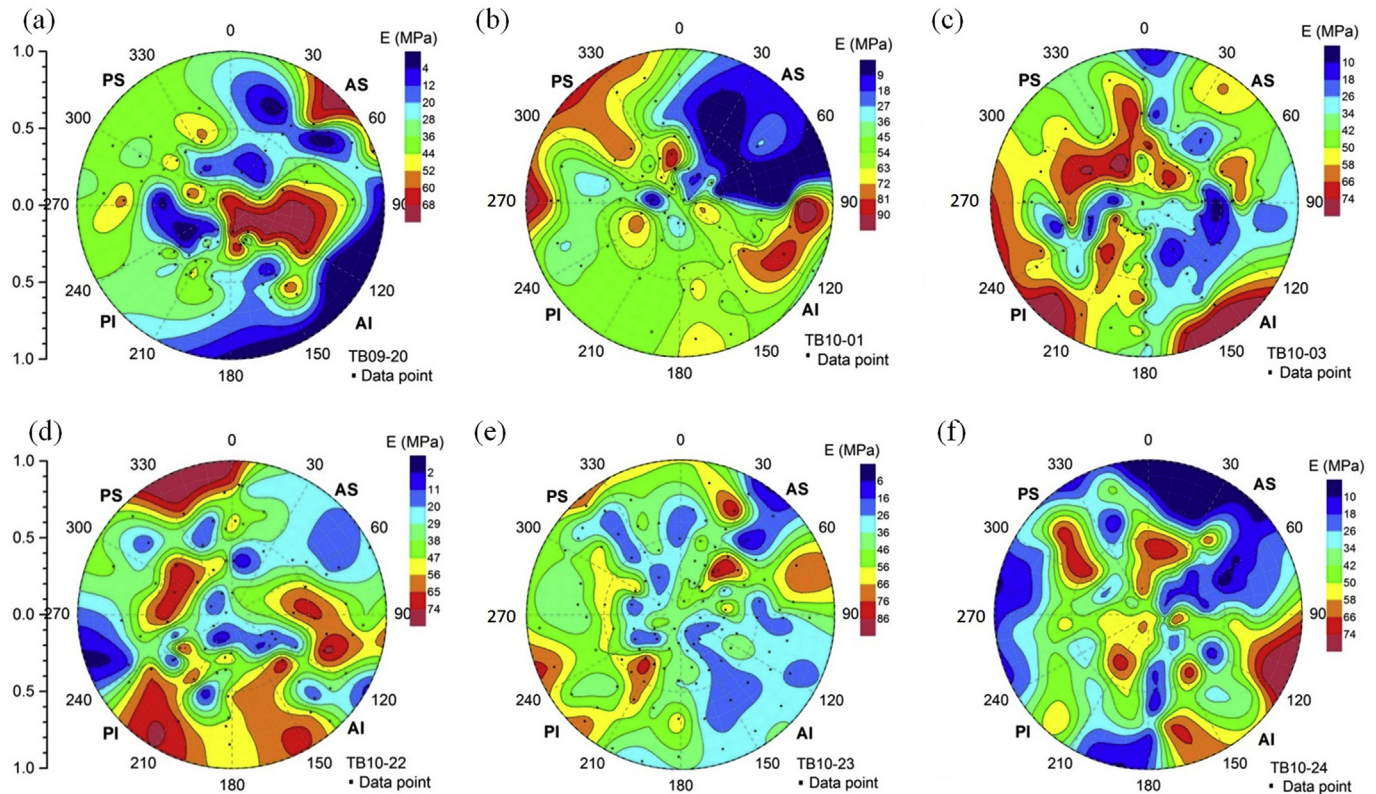 (a)
0
330
30
PS
AS
300
60
270
90
240
120
PI
AI
210
150
180
1.0
0.5
0.0
0.5
1.0
E (MPa)
4
12
20
28
36
44
52
60
68
TB09-20
Data point
(b)
0
330
30
PS
AS
300
60
270
90
240
120
PI
AI
210
150
180
E (MPa)
9
18
27
36
45
54
63
72
81
90
TB10-01
Data point
(c)
0
330
30
PS
AS
300
60
270
90
240
120
PI
AI
210
150
180
E (MPa)
10
18
26
34
42
50
58
66
74
TB10-03
Data point
(d)
0
330
30
PS
AS
300
60
270
90
240
120
PI
AI
210
150
180
1.0
0.5
0.0
0.5
1.0
E (MPa)
2
11
20
29
38
47
56
65
74
TB10-22
Data point
(e)
0
330
30
PS
AS
300
60
270
90
240
120
PI
AI
210
150
180
E (MPa)
6
16
26
36
46
56
66
76
86
TB10-23
Data point
(f)
0
330
30
PS
AS
300
60
270
90
240
120
PI
AI
210
150
180
E (MPa)
10
18
26
34
42
50
58
66
74
TB10-24
Data point